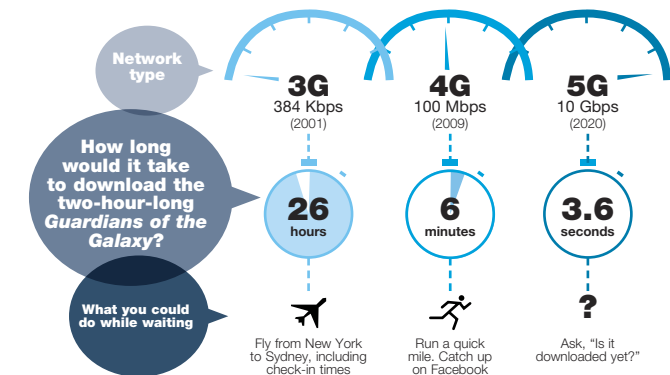 Network
type
3G
384 Kbps
(2001)
4G
100 Mbps
(2009)
5G
10 Gbps
(2020)
How long
would it take
to download the
two-hour-long
Guardians of the
Galaxy?
26
hours
6
minutes
3.6
seconds
What you could
do while waiting
Fly from New York
to Sydney, including
check-in times
Run a quick
mile. Catch up
on Facebook
?
Ask, “Is it
downloaded yet?”